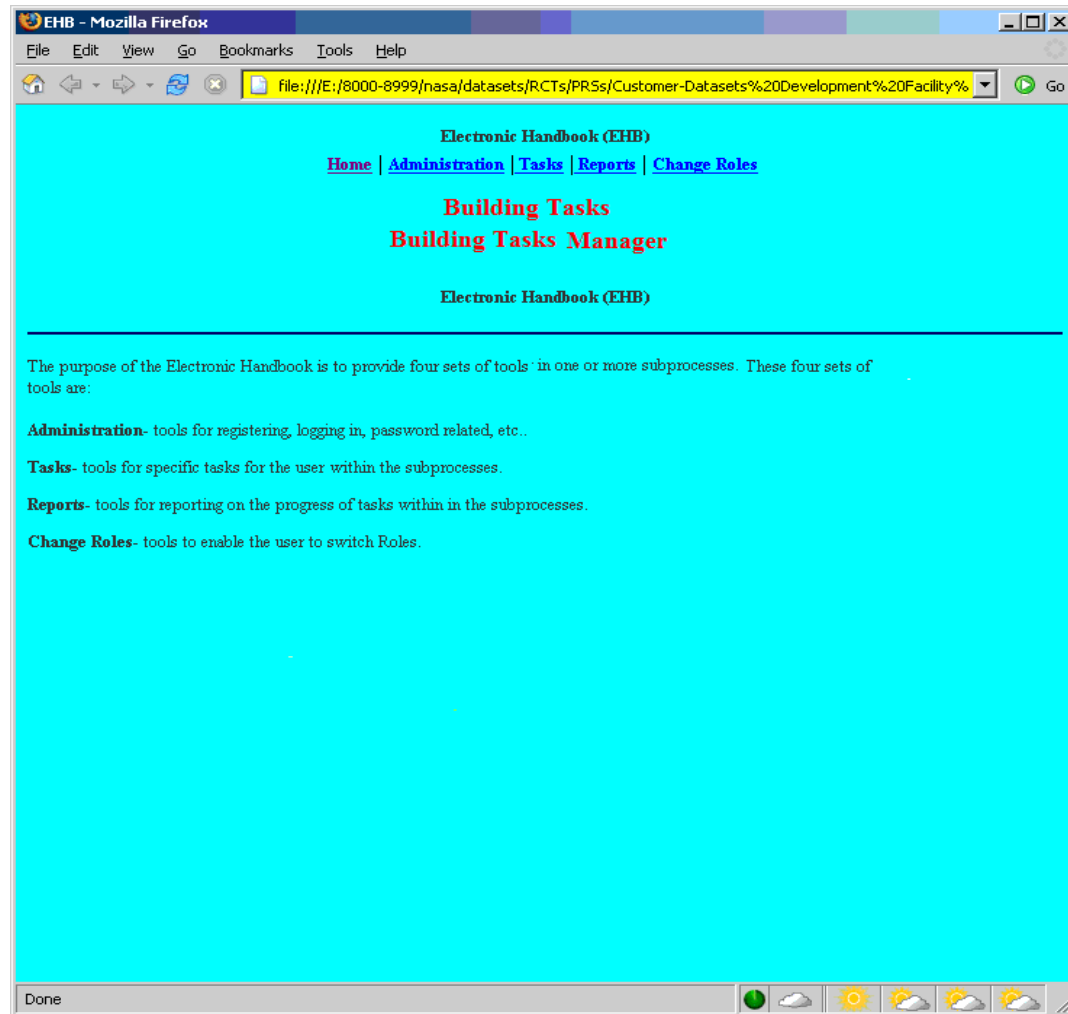 EHB - Mozilla Firefox
File Edit View Go Bookmarks Tools Help
file:///E:/8000-8999/nasa/datasets/RCTs/PRSs/Customer-Datasets%20Development%20Facility% Go
Electronic Handbook (EHB)
Home | Administration | Tasks | Reports | Change Roles
Building Tasks
Building Tasks Manager
Electronic Handbook (EHB)
The purpose of the Electronic Handbook is to provide four sets of tools in one or more subprocesses. These four sets of
tools are:
Administration- tools for registering, logging in, password related, etc..
Tasks- tools for specific tasks for the user within the subprocesses.
Reports- tools for reporting on the progress of tasks within in the subprocesses.
Change Roles- tools to enable the user to switch Roles.
Done